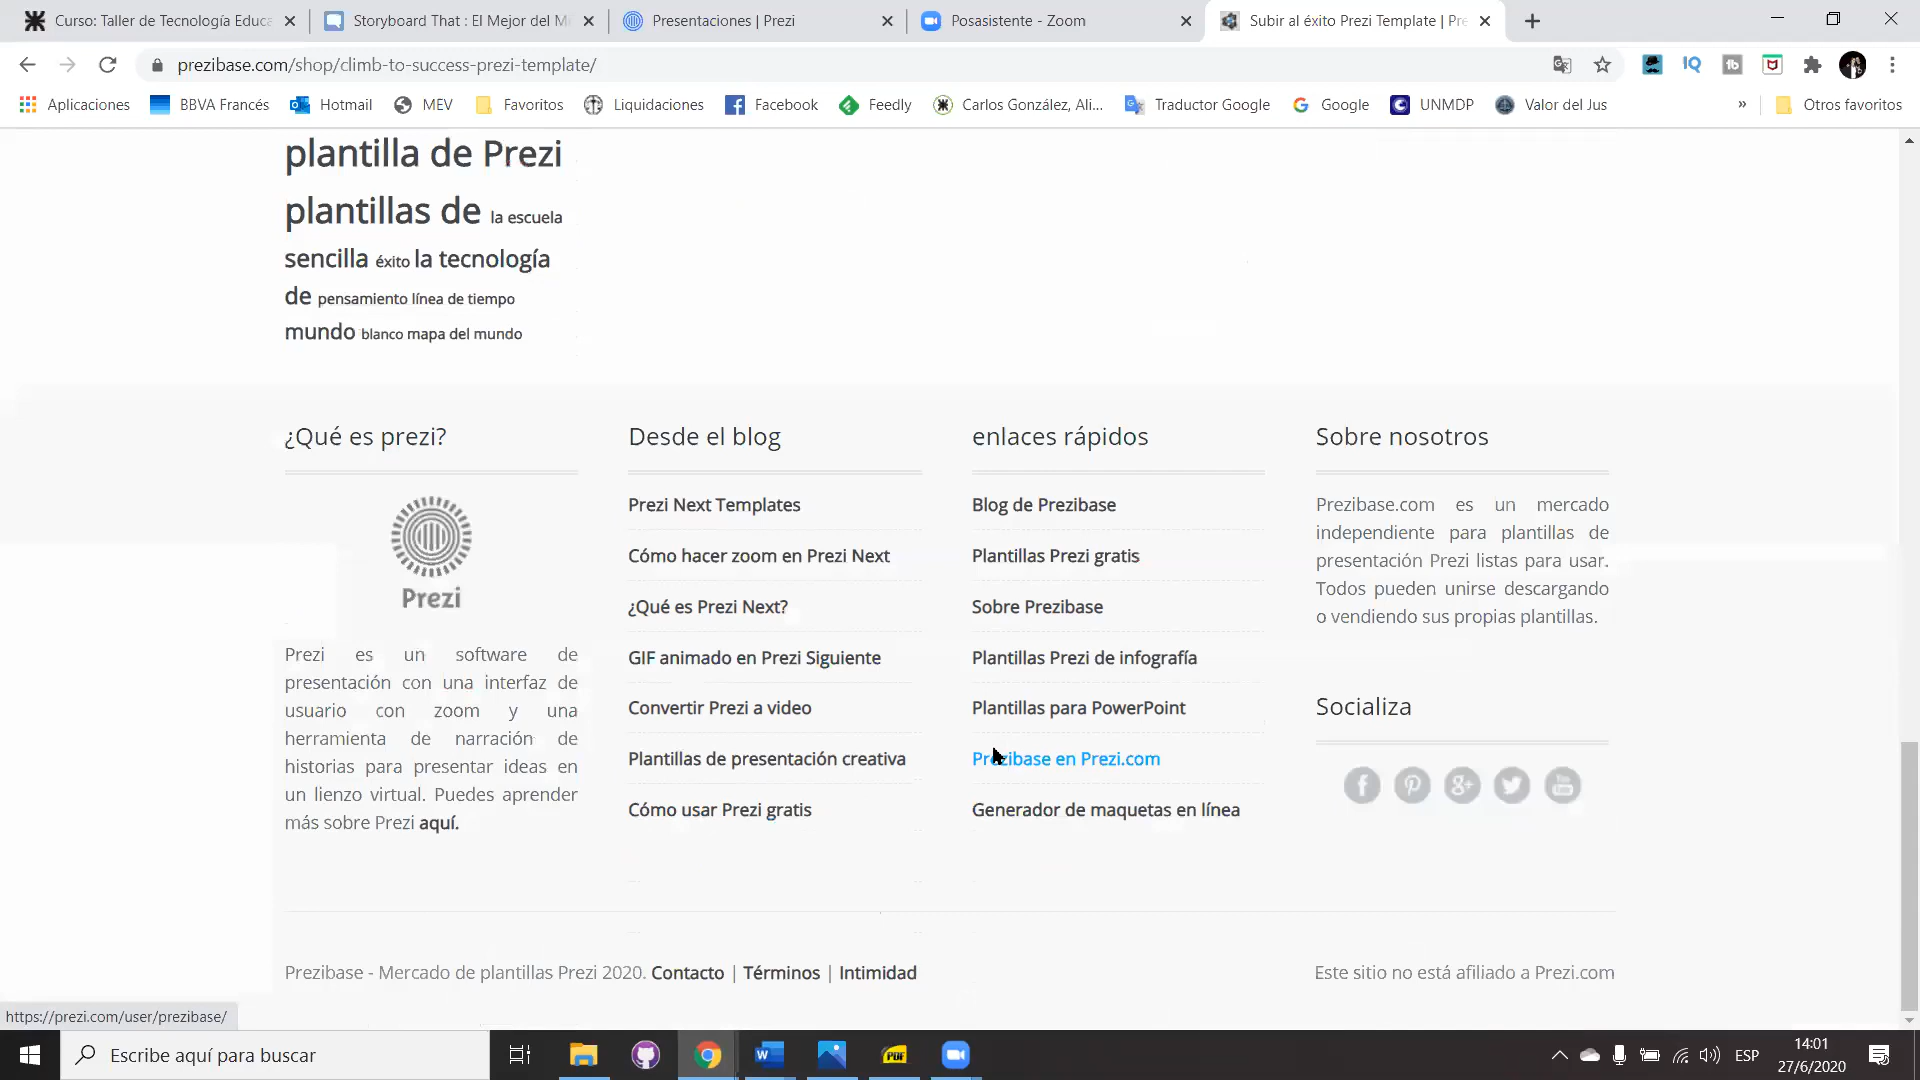 Curso: Taller de Tecnología Educa
Storyboard That : El Mejor del M
Presentaciones | Prezi
Posasistente - Zoom
Subir al éxito Prezi Template | Pre
prezibase.com/shop/climb-to-success-prezi-template/
Aplicaciones
BBVA Francés
Hotmail
MEV
Favoritos
Liquidaciones
Facebook
Feedly
Carlos González, Ali...
Traductor Google
Google
UNMDP
Valor del Jus
»
Otros favoritos
plantilla de Prezi
plantillas de la escuela
sencilla éxito la tecnología
de pensamiento línea de tiempo
mundo blanco mapa del mundo
¿Qué es prezi?
Prezi
Prezi es un software de
presentación con una interfaz de
usuario con zoom y una
herramienta de narración de
historias para presentar ideas en
un lienzo virtual. Puedes aprender
más sobre Prezi aquí.
Desde el blog
Prezi Next Templates
Cómo hacer zoom en Prezi Next
¿Qué es Prezi Next?
GIF animado en Prezi Siguiente
Convertir Prezi a video
Plantillas de presentación creativa
Cómo usar Prezi gratis
enlaces rápidos
Blog de Prezibase
Plantillas Prezi gratis
Sobre Prezibase
Plantillas Prezi de infografía
Plantillas para PowerPoint
Prezibase en Prezi.com
Generador de maquetas en línea
Sobre nosotros
Prezibase.com es un mercado
independiente para plantillas de
presentación Prezi listas para usar.
Todos pueden unirse descargando
o vendiendo sus propias plantillas.
Socializa
Prezibase - Mercado de plantillas Prezi 2020. Contacto | Términos | Intimidad
Este sitio no está afiliado a Prezi.com
https://prezi.com/user/prezibase/
Escribe aquí para buscar
ESP
14:01
27/6/2020